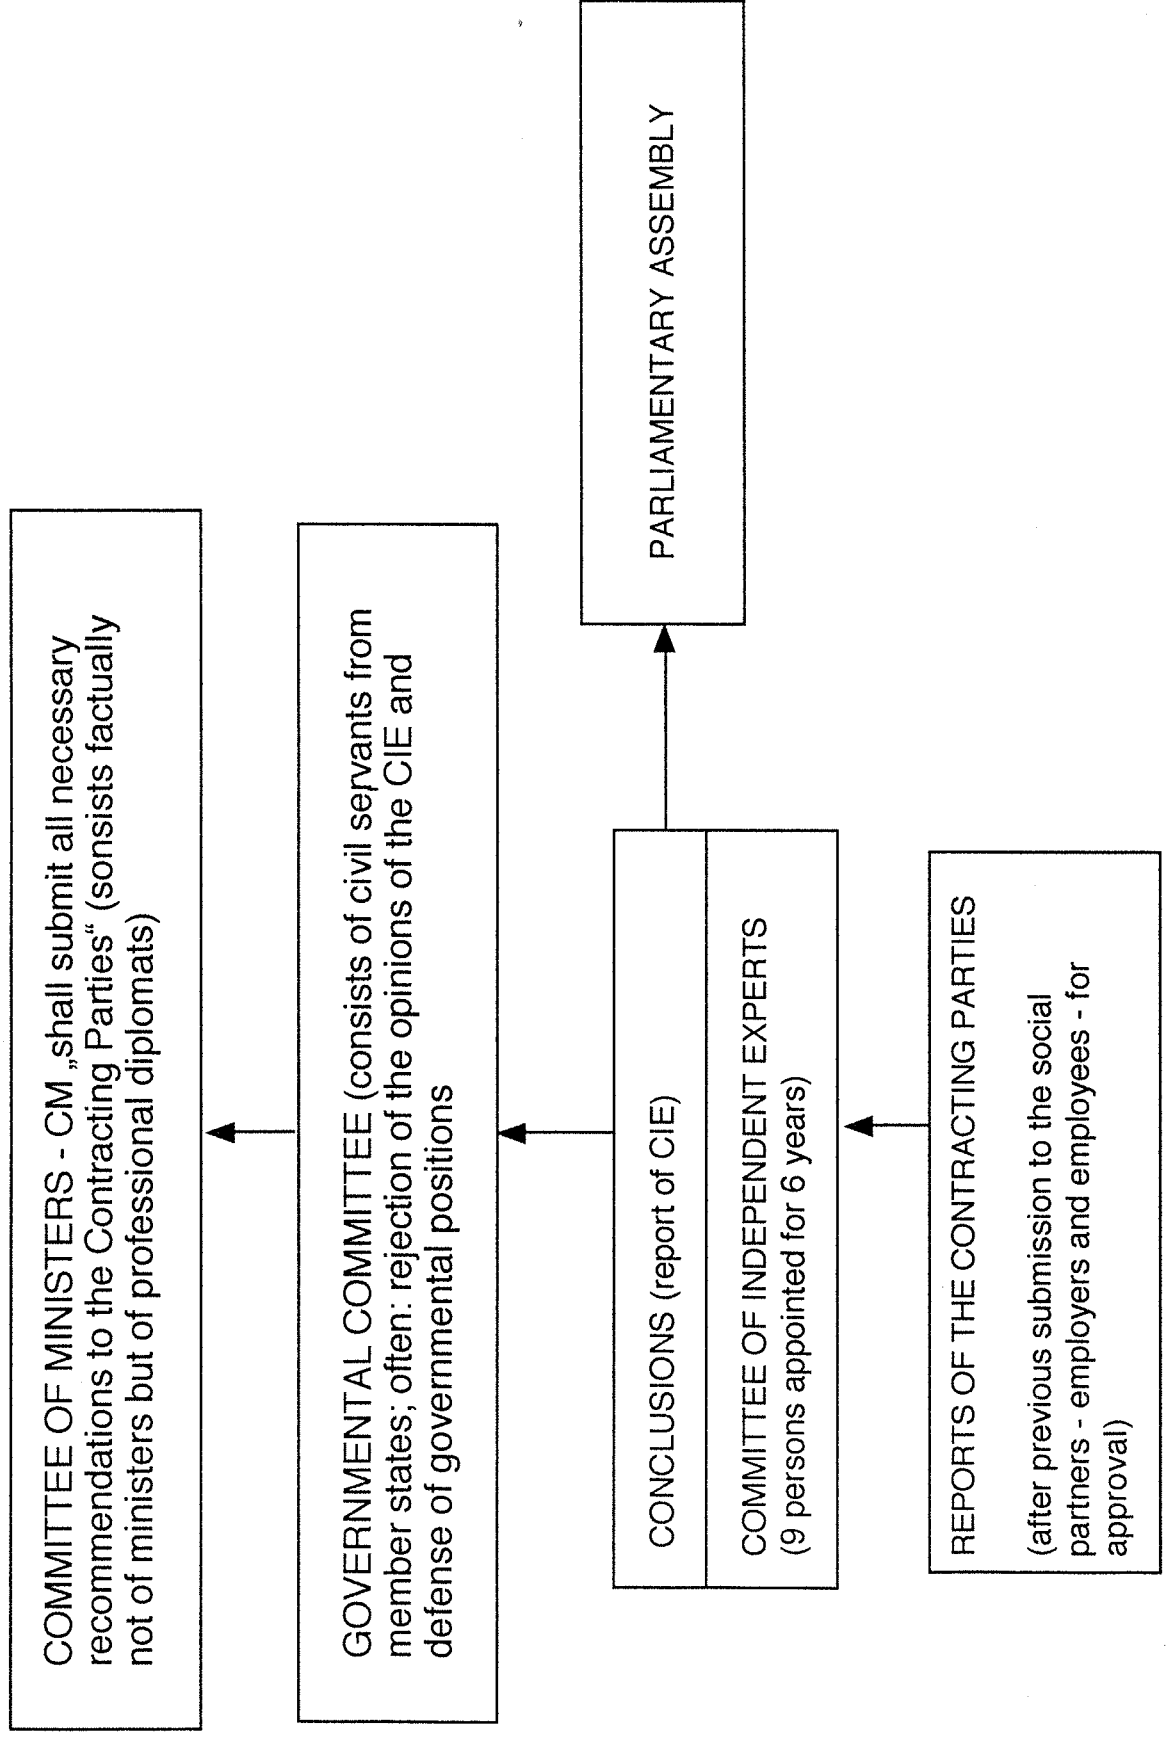 COMMITTEE OF MINISTERS - CM „shall submit all necessary
recommendations to the Contracting Parties“ (sonsists factually
not of ministers but of professional diplomats)
GOVERNMENTAL COMMITTEE (consists of civil servants from
member states; often: rejection of the opinions of the CIE and
defense of governmental positions
CONCLUSIONS (report of CIE)
PARLIAMENTARY ASSEMBLY
COMMITTEE OF INDEPENDENT EXPERTS
(9 persons appointed for 6 years)
REPORTS OF THE CONTRACTING PARTIES
(after previous submission to the social
partners - employers and employees - for
approval)